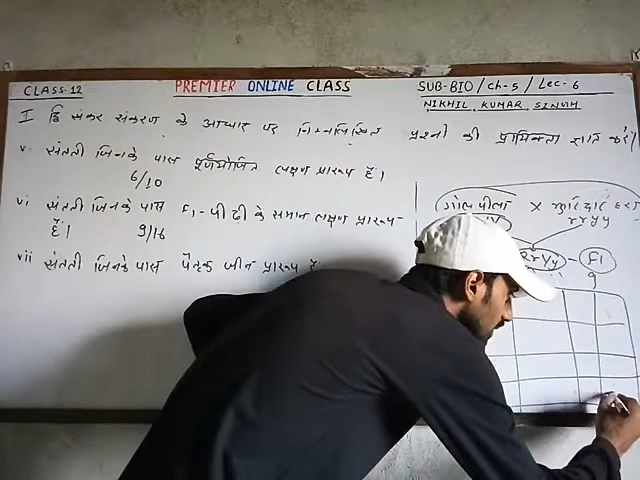 CLASS-12
PREMIER ONLINE CLASS
SUB-BIO / Ch-5 / Lec-6
NIKHIL KUMAR SINGH
I द्वि संकर संकरण के आधार पर निम्नलिखित प्रश्नों की प्रायिकता ज्ञात करें।
v संतती जिनके पास पूर्णयोजित लक्षण प्रारूप हैं।
6/10
vi संतती जिनके पास F1-पीढ़ी के समान लक्षण प्रारूप-
हैं। 9/16
vii संतती जिनके पास पैतृक जीन प्रारूप हैं
गोल पीला X झुर्रीदार हरा
rryy
RrYy - F1